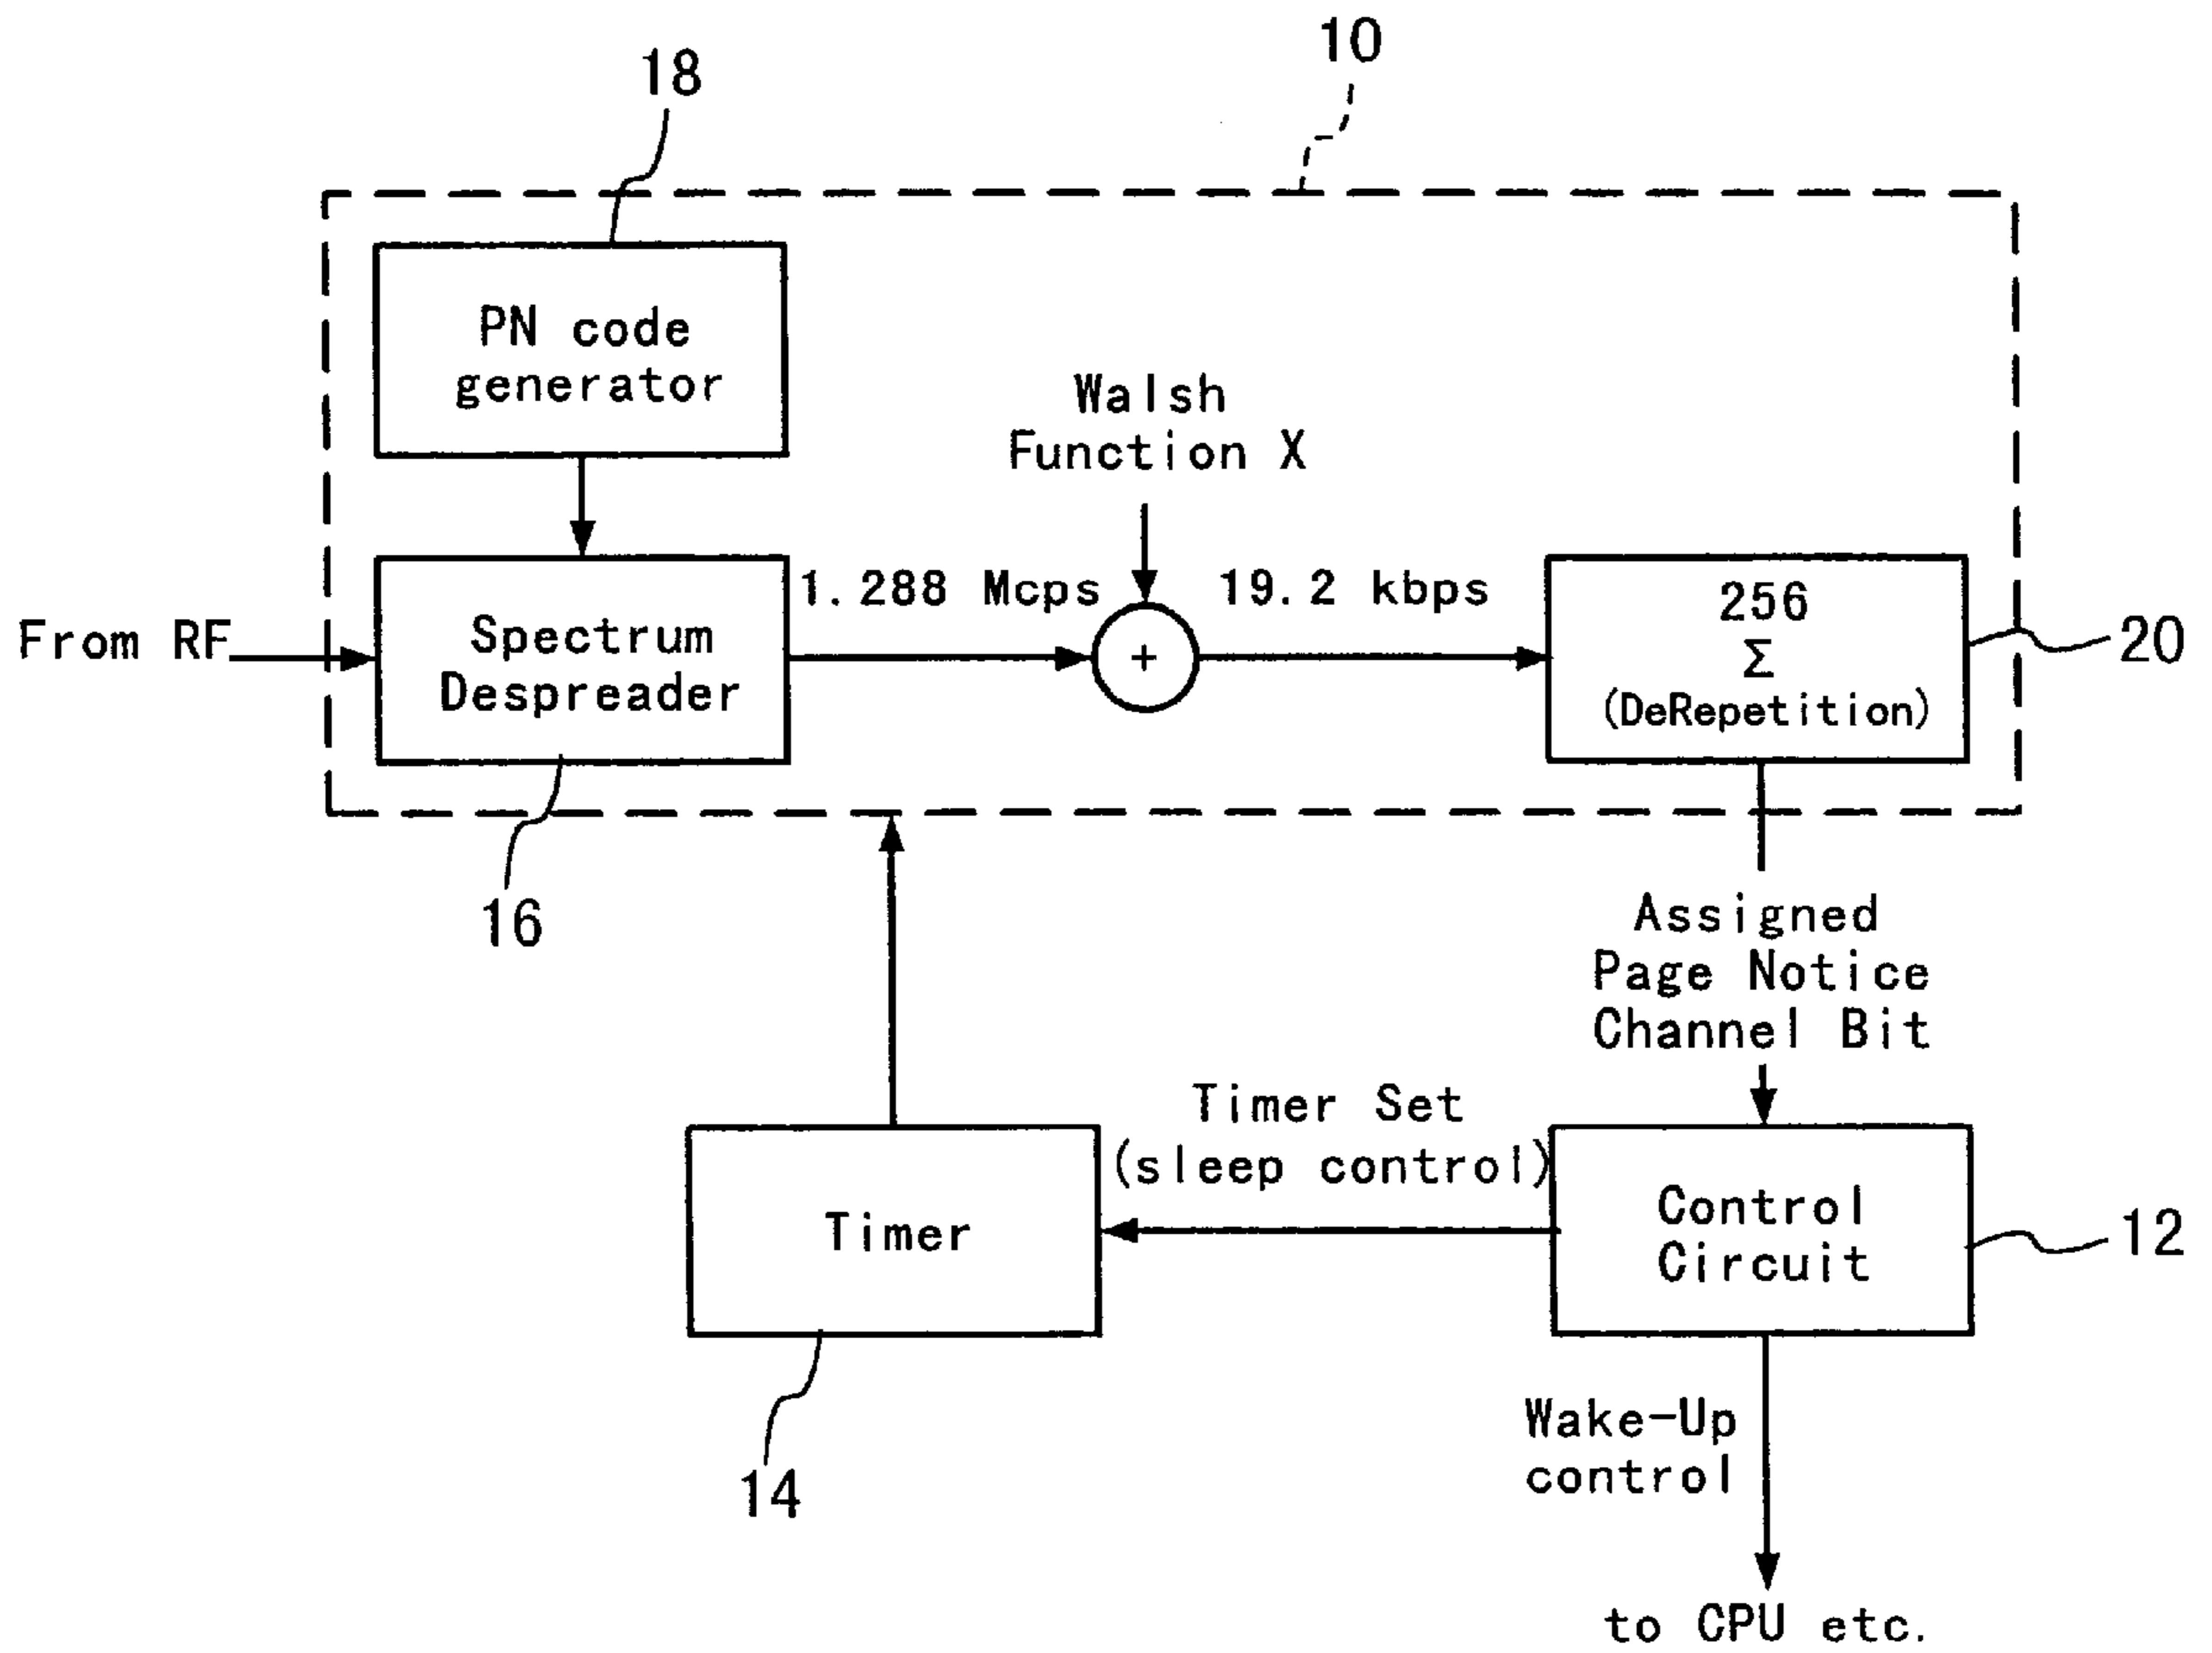 10
18
PN code
generator
Walsh
Function X
From RF
Spectrum
Despreader
1.288 Mcps
+
19.2 kbps
256
Σ
(DeRepetition)
20
16
Assigned
Page Notice
Channel Bit
Timer Set
(sleep control)
Timer
Control
Circuit
12
14
Wake-Up
control
to CPU etc.